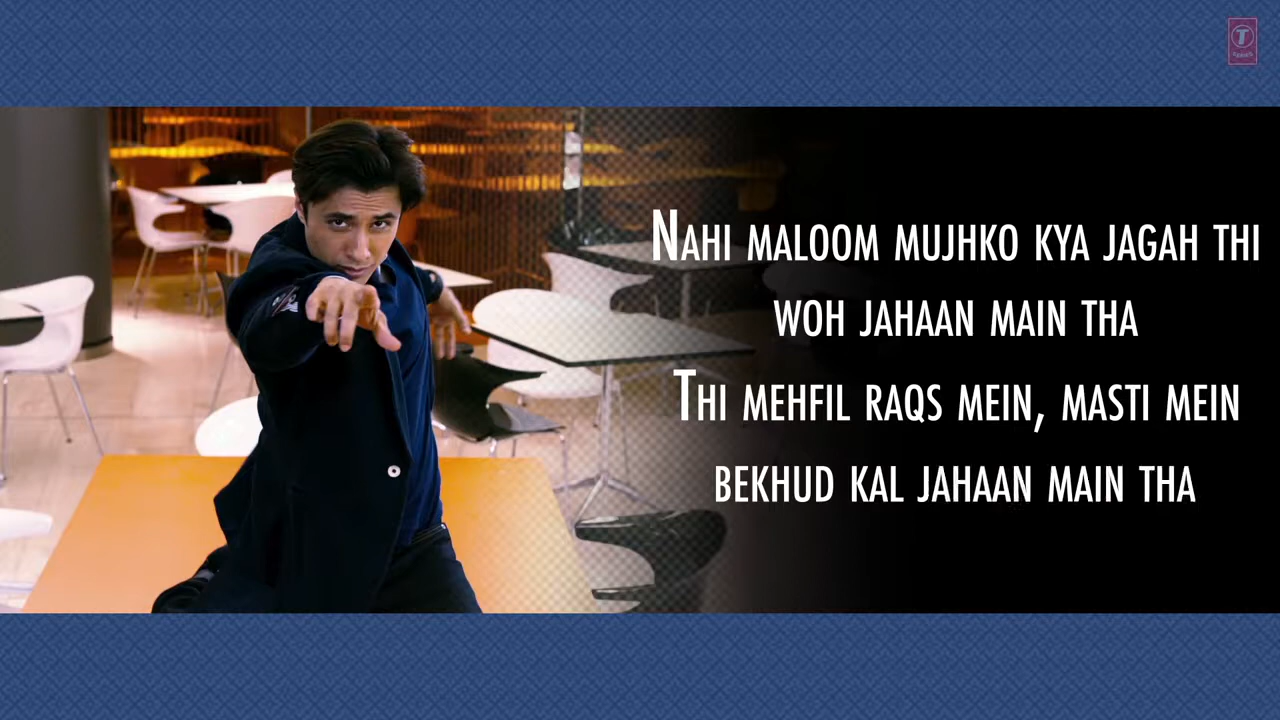 T
SERIES
Nahi maloom mujhko kya jagah thi
woh jahaan main tha
Thi mehfil raqs mein, masti mein
bekhud kal jahaan main tha